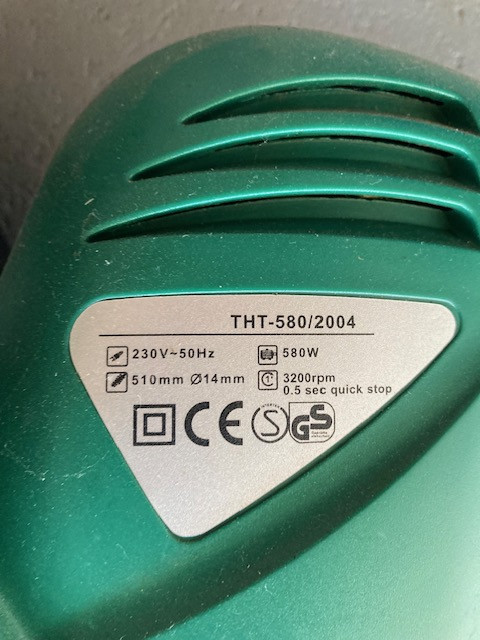 THT-580/2004
230V~50Hz 580W
510mm Ø14mm 3200rpm
0.5 sec quick stop
CE S GS